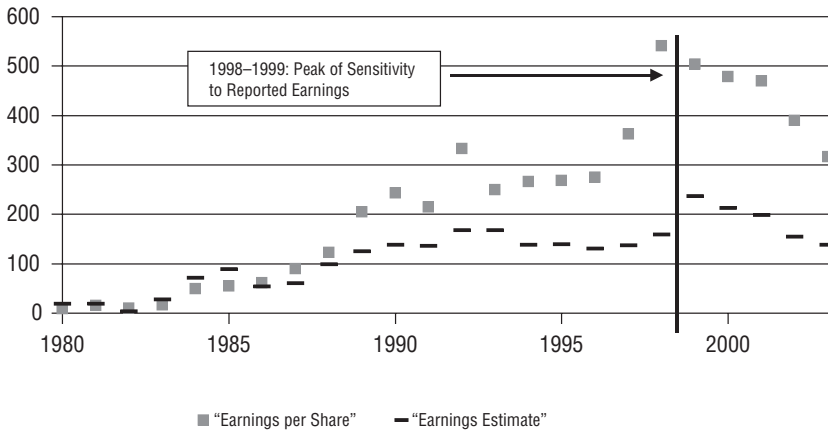 600
500
400
300
200
100
0
1998–1999: Peak of Sensitivity
to Reported Earnings
1980 1985 1990 1995 2000
"Earnings per Share" "Earnings Estimate"